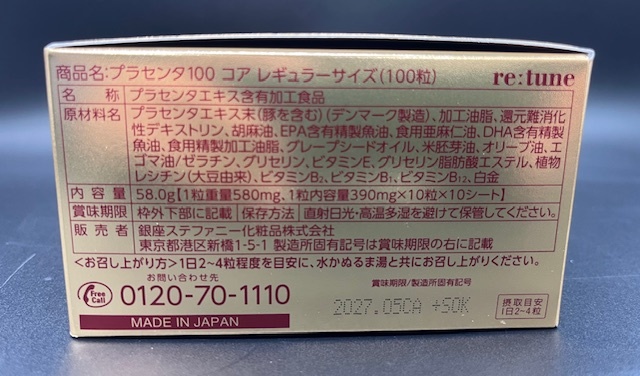 商品名:プラセンタ100 コア レギュラーサイズ(100粒) re:tune
名称 プラセンタエキス含有加工食品
原材料名 プラセンタエキス末(豚を含む)(デンマーク製造)、加工油脂、還元難消化
性デキストリン、胡麻油、EPA含有精製魚油、食用亜麻仁油、DHA含有精製
魚油、食用精製加工油脂、グレープシードオイル、米胚芽油、オリーブ油、エ
ゴマ油/ゼラチン、グリセリン、ビタミンE、グリセリン脂肪酸エステル、植物
レシチン(大豆由来)、ビタミンB2、ビタミンB1、ビタミンB12、白金
内容量 58.0g[1粒重量580mg、1粒内容量390mg×10粒×10シート]
賞味期限 枠外下部に記載 保存方法 直射日光・高温多湿を避けて保管してください。
販売者 銀座ステファニー化粧品株式会社
東京都港区新橋1-5-1 製造所固有記号は賞味期限の右に記載
<お召し上がり方>1日2~4粒程度を目安に、水かぬるま湯と共にお召し上がりください。
お問い合わせ先
Free Call 0120-70-1110
MADE IN JAPAN
賞味期限/製造所固有記号
2027.05CA +SOK
摂取目安
1日2~4粒